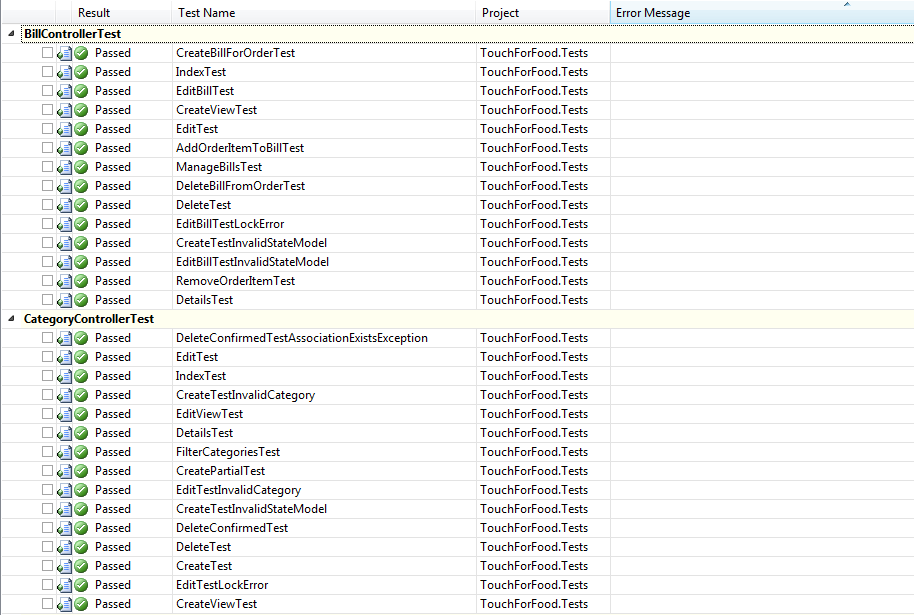 Result Test Name Project Error Message
BillControllerTest
Passed CreateBillForOrderTest TouchForFood.Tests
Passed IndexTest TouchForFood.Tests
Passed EditBillTest TouchForFood.Tests
Passed CreateViewTest TouchForFood.Tests
Passed EditTest TouchForFood.Tests
Passed AddOrderItemToBillTest TouchForFood.Tests
Passed ManageBillsTest TouchForFood.Tests
Passed DeleteBillFromOrderTest TouchForFood.Tests
Passed DeleteTest TouchForFood.Tests
Passed EditBillTestLockError TouchForFood.Tests
Passed CreateTestInvalidStateModel TouchForFood.Tests
Passed EditBillTestInvalidStateModel TouchForFood.Tests
Passed RemoveOrderItemTest TouchForFood.Tests
Passed DetailsTest TouchForFood.Tests
CategoryControllerTest
Passed DeleteConfirmedTestAssociationExistsException TouchForFood.Tests
Passed EditTest TouchForFood.Tests
Passed IndexTest TouchForFood.Tests
Passed CreateTestInvalidCategory TouchForFood.Tests
Passed EditViewTest TouchForFood.Tests
Passed DetailsTest TouchForFood.Tests
Passed FilterCategoriesTest TouchForFood.Tests
Passed CreatePartialTest TouchForFood.Tests
Passed EditTestInvalidCategory TouchForFood.Tests
Passed CreateTestInvalidStateModel TouchForFood.Tests
Passed DeleteConfirmedTest TouchForFood.Tests
Passed DeleteTest TouchForFood.Tests
Passed CreateTest TouchForFood.Tests
Passed EditTestLockError TouchForFood.Tests
Passed CreateViewTest TouchForFood.Tests